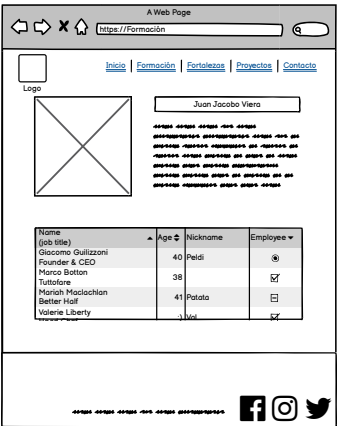 A Web Page
https://Formación
Inicio | Formación | Fortalezas | Proyectos | Contacto
Logo
Juan Jacobo Viera
Name
(job title) Age Nickname Employee
Giacomo Guilizzoni
Founder & CEO 40 Peldi
Marco Botton
Tuttofare 38
Mariah Maclachlan
Better Half 41 Patata
Valerie Liberty
:) Val